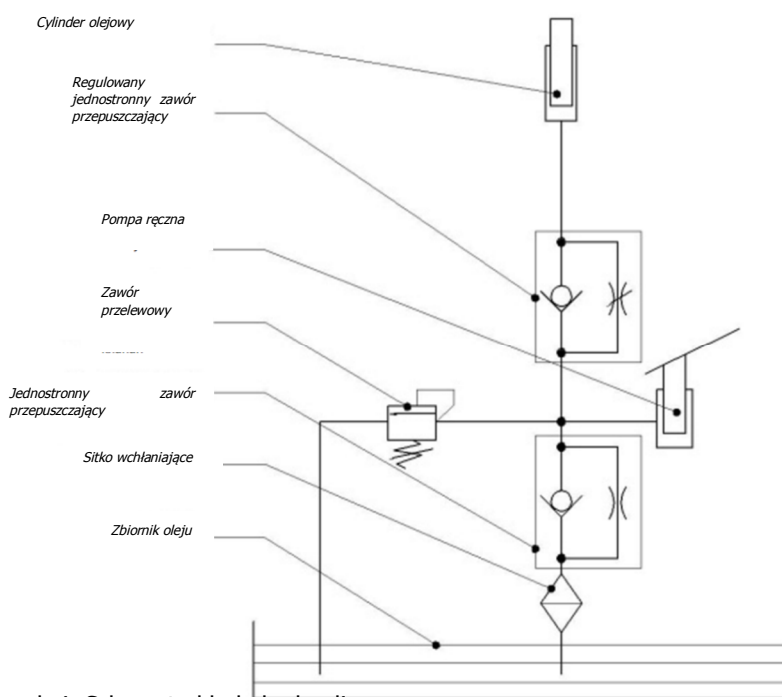 Cylinder olejowy
Regulowany
jednostronny zawór
przepuszczający
Pompa ręczna
-
Zawór
przelewowy
Jednostronny zawór
przepuszczający
Sitko wchłaniające
Zbiornik oleju